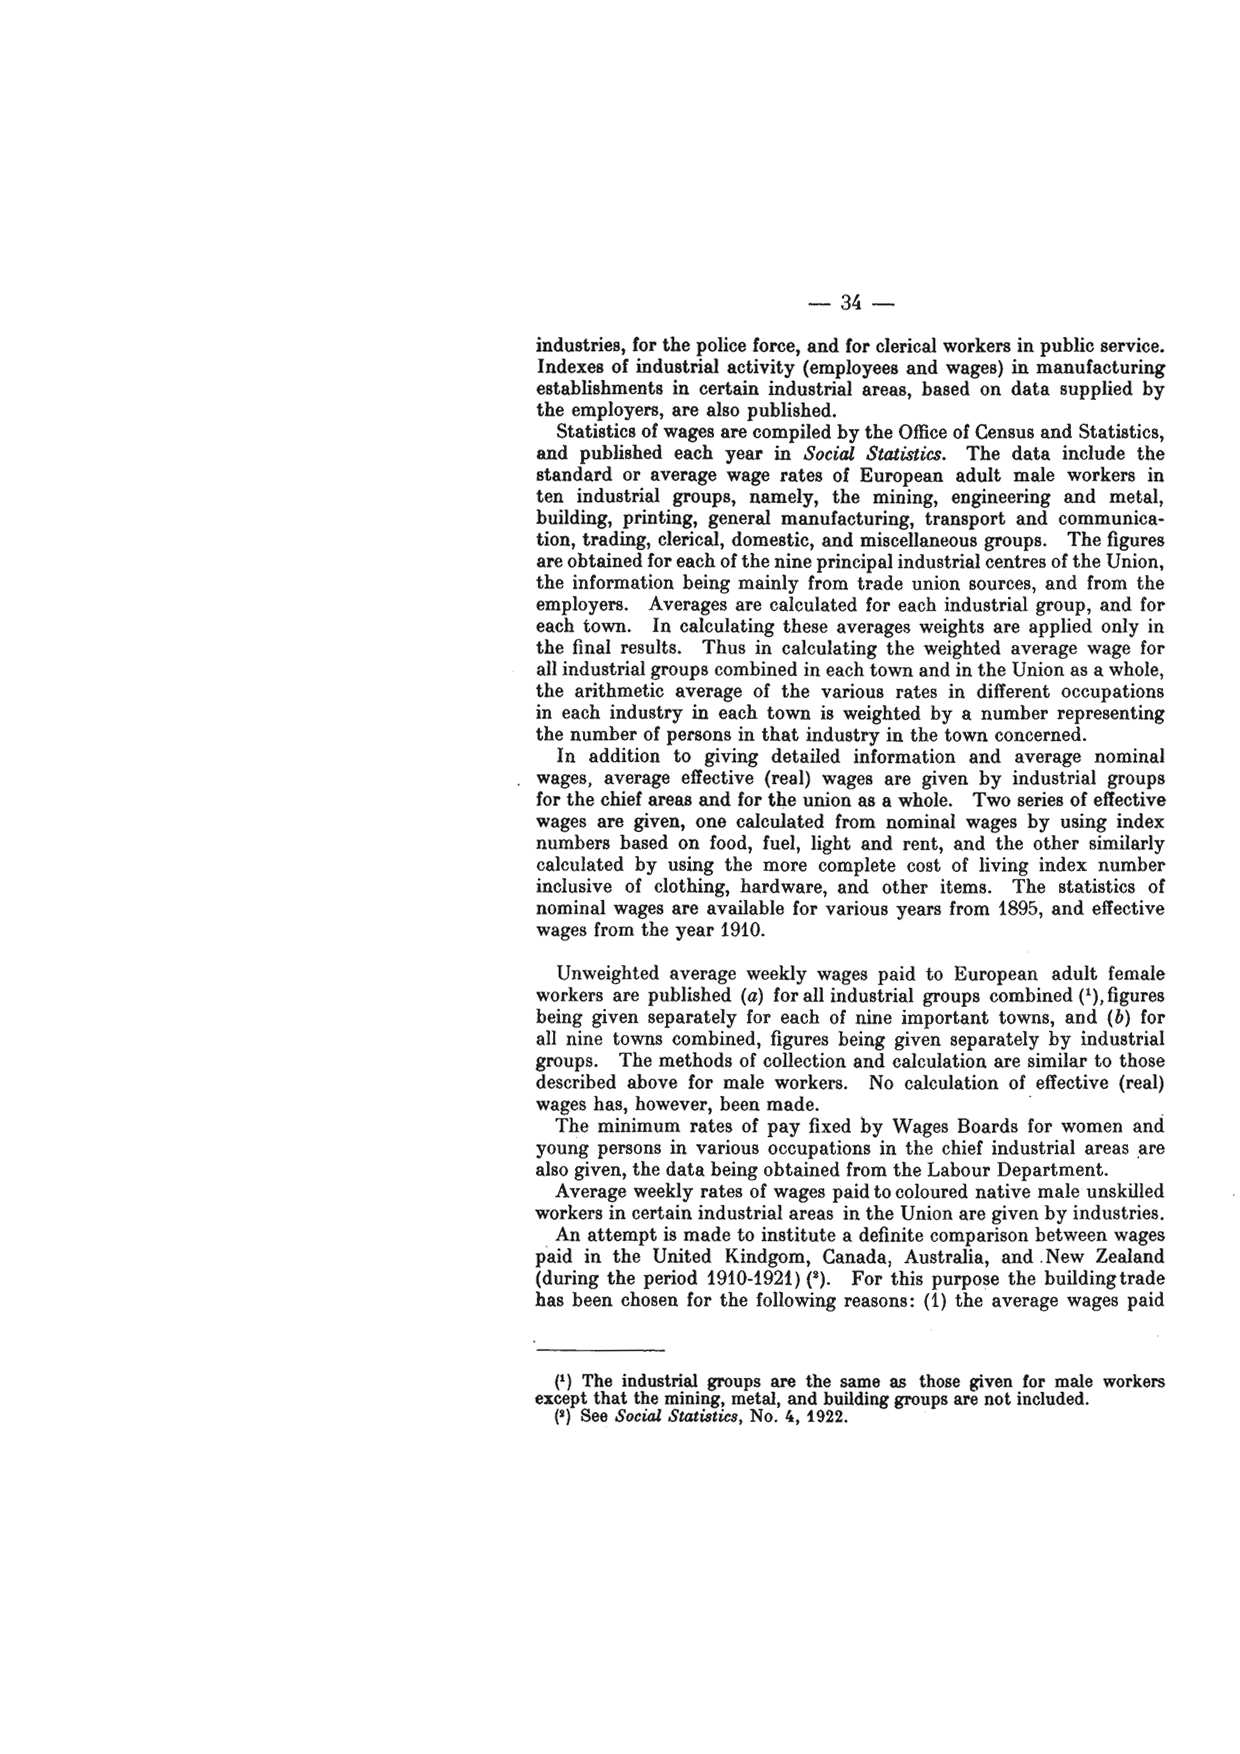 — 34 —
industries, for the police force, and for clerical workers in public service.
Indexes of industrial activity (employees and wages) in manufacturing
establishments in certain industrial areas, based on data supplied by
the employers, are also published.
Statistics of wages are compiled by the Office of Census and Statistics,
and published each year in Social Statistics. The data include the
standard or average wage rates of European adult male workers in
ten industrial groups, namely, the mining, engineering and metal,
building, printing, general manufacturing, transport and communica-
tion, trading, clerical, domestic, and miscellaneous groups. The figures
are obtained for each of the nine principal industrial centres of the Union,
the information being mainly from trade union sources, and from the
employers. Averages are calculated for each industrial group, and for
each town. In calculating these averages weights are applied only in
the final results. Thus in calculating the weighted average wage for
all industrial groups combined in each town and in the Union as a whole,
the arithmetic average of the various rates in different occupations
in each industry in each town is weighted by a number representing
the number of persons in that industry in the town concerned.
In addition to giving detailed information and average nominal
wages, average effective (real) wages are given by industrial groups
for the chief areas and for the union as a whole. Two series of effective
wages are given, one calculated from nominal wages by using index
numbers based on food, fuel, light and rent, and the other similarly
calculated by using the more complete cost of living index number
inclusive of clothing, hardware, and other items. The statistics of
nominal wages are available for various years from 1895, and effective
wages from the year 1910.
Unweighted average weekly wages paid to European adult female
workers are published (a) for all industrial groups combined (¹), figures
being given separately for each of nine important towns, and (b) for
all nine towns combined, figures being given separately by industrial
groups. The methods of collection and calculation are similar to those
described above for male workers. No calculation of effective (real)
wages has, however, been made.
The minimum rates of pay fixed by Wages Boards for women and
young persons in various occupations in the chief industrial areas are
also given, the data being obtained from the Labour Department.
Average weekly rates of wages paid to coloured native male unskilled
workers in certain industrial areas in the Union are given by industries.
An attempt is made to institute a definite comparison between wages
paid in the United Kindgom, Canada, Australia, and New Zealand
(during the period 1910-1921) (²). For this purpose the building trade
has been chosen for the following reasons: (1) the average wages paid
(¹) The industrial groups are the same as those given for male workers
except that the mining, metal, and building groups are not included.
(²) See Social Statistics, No. 4, 1922.